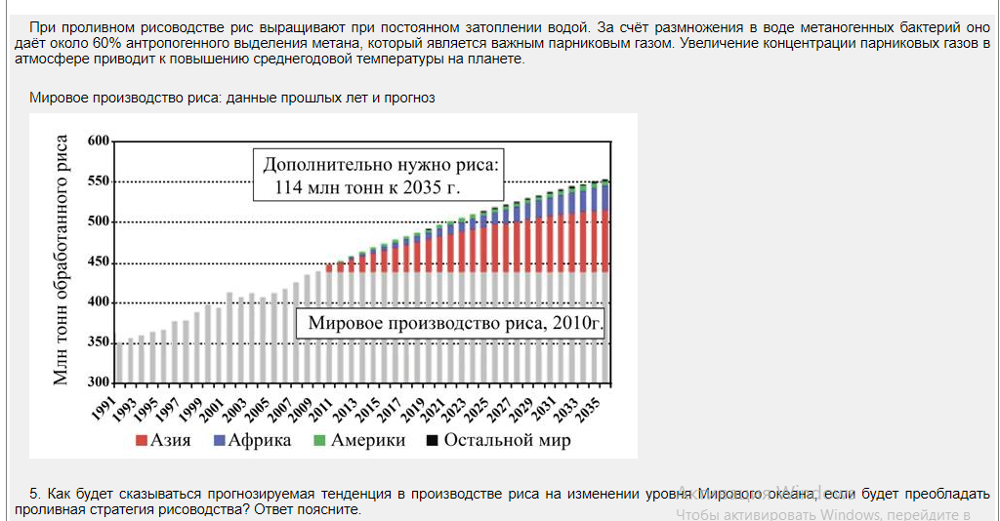 При проливном рисоводстве рис выращивают при постоянном затоплении водой. За счёт размножения в воде метаногенных бактерий оно
даёт около 60% антропогенного выделения метана, который является важным парниковым газом. Увеличение концентрации парниковых газов в
атмосфере приводит к повышению среднегодовой температуры на планете.
Мировое производство риса: данные прошлых лет и прогноз
Млн тонн обработанного риса
600
550
500
450
400
350
300
Дополнительно нужно риса:
114 млн тонн к 2035 г.
Мировое производство риса, 2010г.
1991 1993 1995 1997 1999 2001 2003 2005 2007 2009 2011 2013 2015 2017 2019 2021 2023 2025 2027 2029 2031 2033 2035
Азия Африка Америки Остальной мир
5. Как будет сказываться прогнозируемая тенденция в производстве риса на изменении уровня Мирового океана, если будет преобладать
проливная стратегия рисоводства? Ответ поясните.
Активация Windows
Чтобы активировать Windows, перейдите в